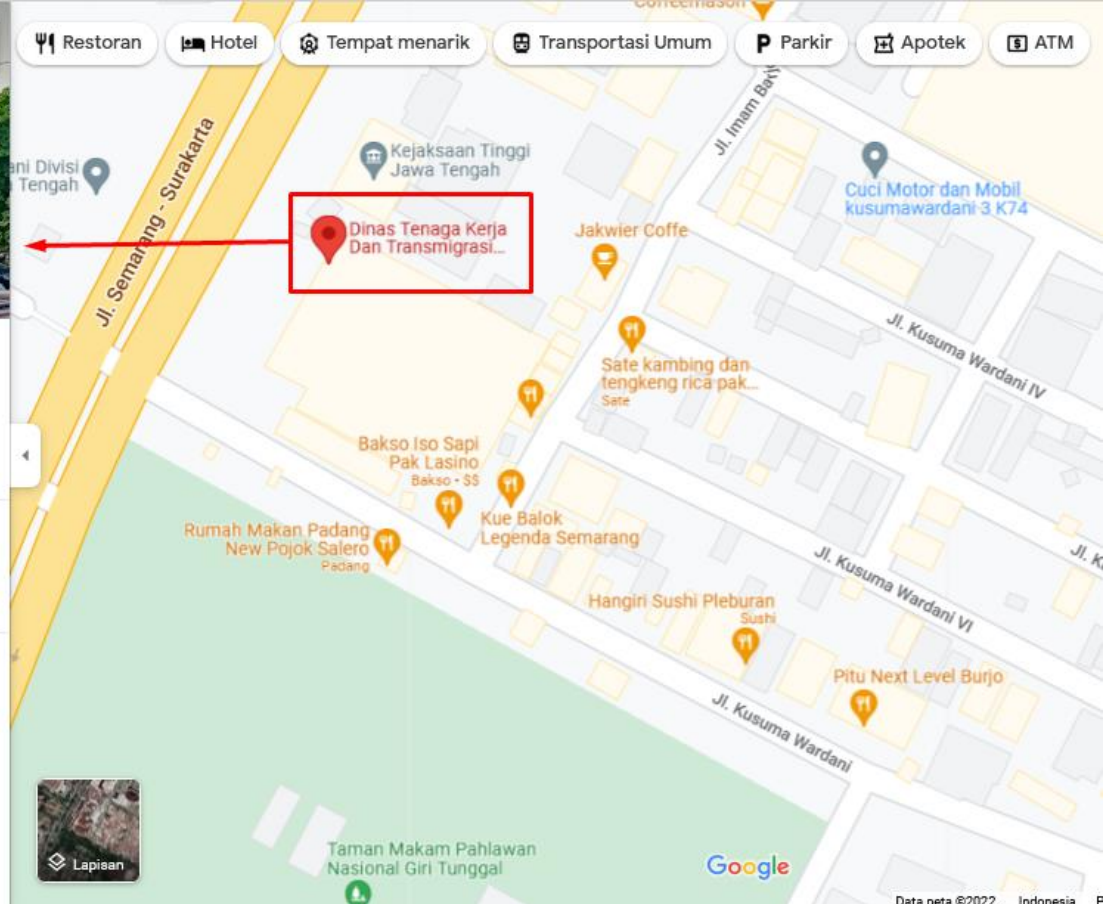 Coffeemason
Restoran
Hotel
Tempat menarik
Transportasi Umum
P Parkir
Apotek
ATM
Jl. Imam
Jl. Semarang - Surakarta
ani Divisi
Tengah
Kejaksaan Tinggi
Jawa Tengah
Cuci Motor dan Mobil
kusumawardani 3 K74
Dinas Tenaga Kerja
Dan Transmigrasi...
Jakwier Coffe
Jl. Kusuma Wardani IV
Sate kambing dan
tengkeng rica pak...
Sate
Bakso Iso Sapi
Pak Lasino
Bakso · $$
Kue Balok
Legenda Semarang
Rumah Makan Padang
New Pojok Salero
Padang
Jl. K
Jl. Kusuma Wardani VI
Hangiri Sushi Pleburan
Sushi
Pitu Next Level Burjo
Jl. Kusuma Wardani
Lapisan
Taman Makam Pahlawan
Nasional Giri Tunggal
Google
Data peta ©2022
Indonesia